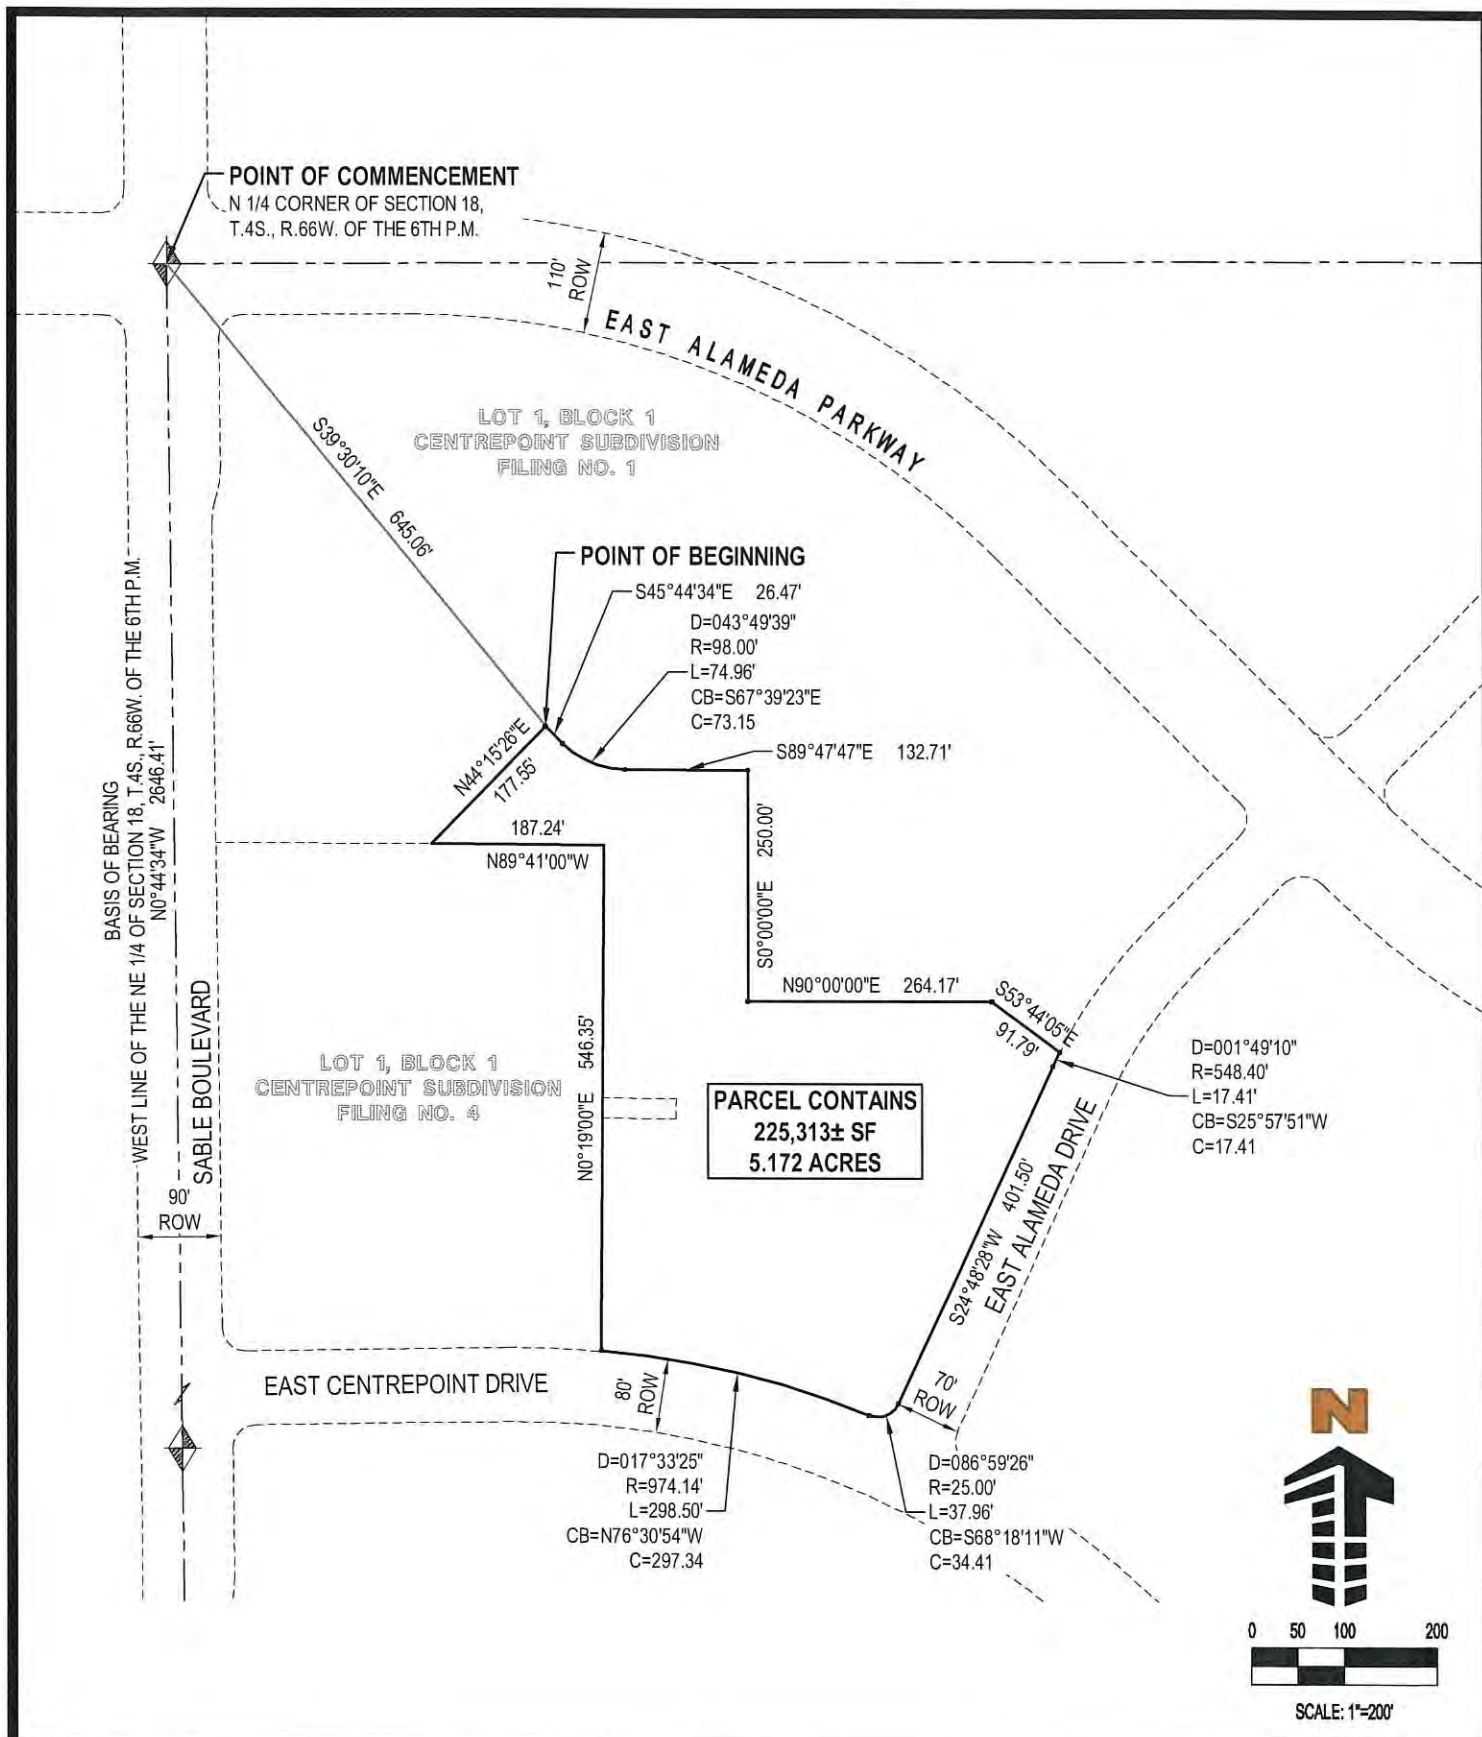 POINT OF COMMENCEMENT
N 1/4 CORNER OF SECTION 18,
T.4S., R.66W. OF THE 6TH P.M.
110'
ROW
EAST ALAMEDA PARKWAY
LOT 1, BLOCK 1
CENTREPOINT SUBDIVISION
FILING NO. 1
S39°30'10"E 645.06'
POINT OF BEGINNING
S45°44'34"E 26.47'
D=043°49'39"
R=98.00'
L=74.96'
CB=S67°39'23"E
C=73.15
S89°47'47"E 132.71'
N44°15'26"E
177.55'
187.24'
N89°41'00"W
S0°00'00"E 250.00'
BASIS OF BEARING
WEST LINE OF THE NE 1/4 OF SECTION 18, T.4S., R.66W. OF THE 6TH P.M.
N0°44'34"W 2646.41'
SABLE BOULEVARD
N90°00'00"E 264.17'
S53°44'05"E
91.79'
D=001°49'10"
R=548.40'
L=17.41'
CB=S25°57'51"W
C=17.41
LOT 1, BLOCK 1
CENTREPOINT SUBDIVISION
FILING NO. 4
N0°19'00"E 546.35'
PARCEL CONTAINS
225,313± SF
5.172 ACRES
S24°48'28"W 401.50'
EAST ALAMEDA DRIVE
90'
ROW
EAST CENTREPOINT DRIVE
80'
ROW
70'
ROW
D=017°33'25"
R=974.14'
L=298.50'
CB=N76°30'54"W
C=297.34
D=086°59'26"
R=25.00'
L=37.96'
CB=S68°18'11"W
C=34.41
N
0 50 100 200
SCALE: 1"=200'